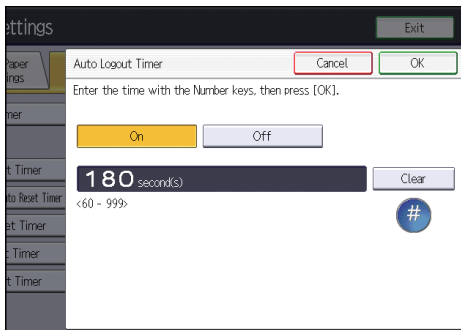 ettings
Exit
Paper
ings
Auto Logout Timer
Cancel
OK
Enter the time with the Number keys, then press [OK].
mer
On
Off
t Timer
180 second(s)
Clear
uto Reset Timer
<60 - 999>
#
et Timer
t Timer
t Timer